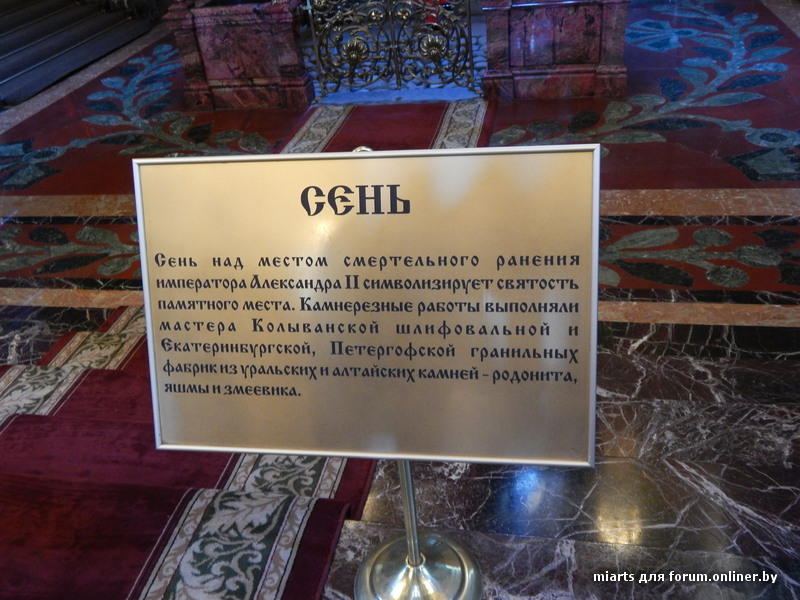 СЕНЬ
Сень над местом смертельного ранения
императора Александра II символизирует святость
памятного места. Камнерезные работы выполняли
мастера Колыванской шлифовальной и
Екатеринбургской, Петергофской гранильных
фабрик из уральских и алтайских камней - родонита,
яшмы и змеевика.
miarts для forum.onliner.by